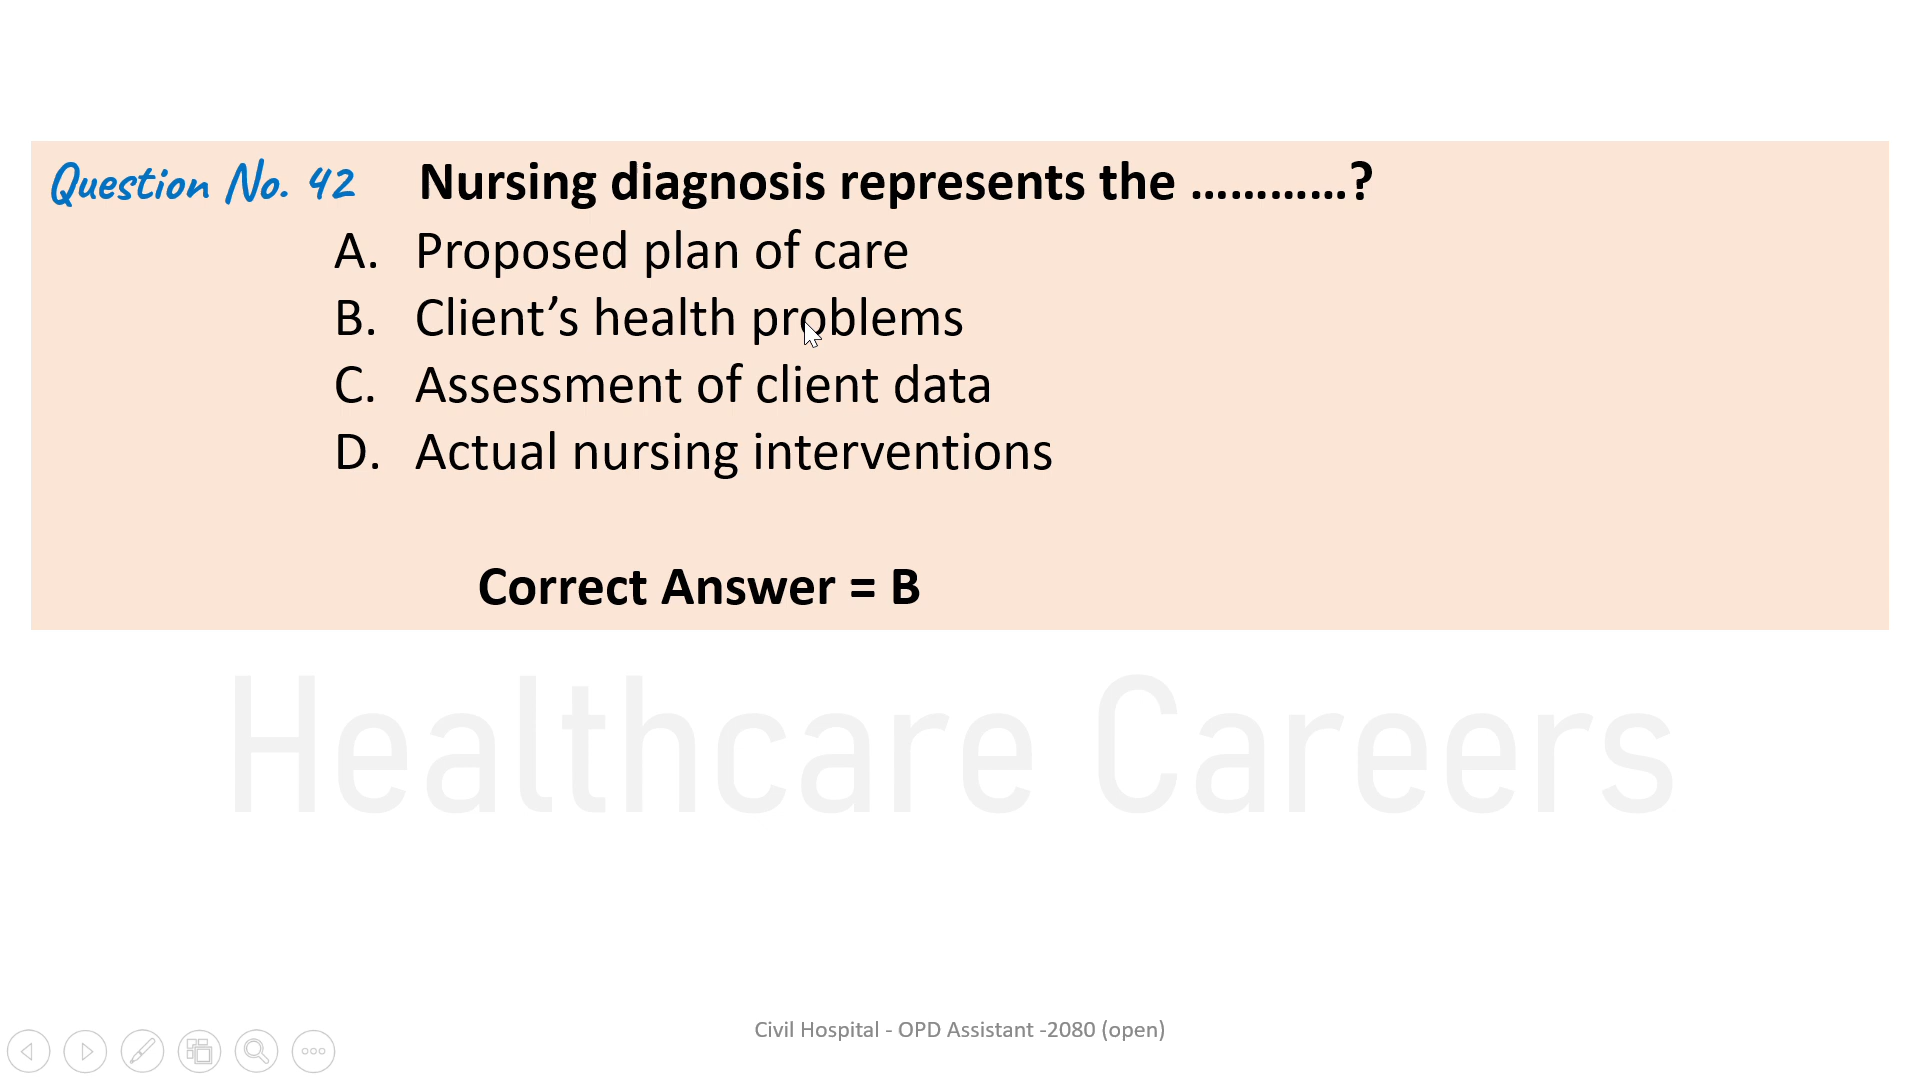 Question No. 42 Nursing diagnosis represents the ............?
A. Proposed plan of care
B. Client’s health problems
C. Assessment of client data
D. Actual nursing interventions
Correct Answer = B
Healthcare Careers
Civil Hospital - OPD Assistant -2080 (open)